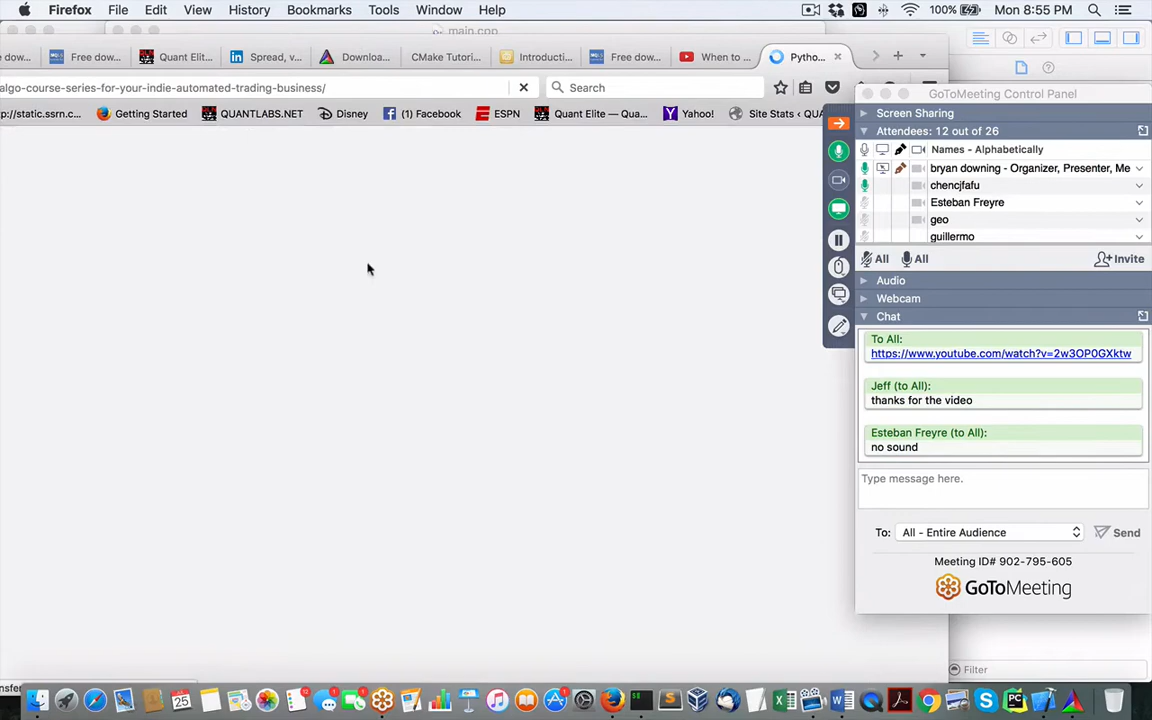 Firefox File Edit View History Bookmarks Tools Window Help 100% Mon 8:55 PM
main.cpp
e dow... Free dow... Quant Elit... Spread, v... Downloa... CMake Tutori... Introducti... Free dow... When to ... Pytho...
algo-course-series-for-your-indie-automated-trading-business/ Search
p://static.ssrn.c... Getting Started QUANTLABS.NET Disney (1) Facebook ESPN Quant Elite — Qua... Yahoo! Site Stats ‹ QUA
GoToMeeting Control Panel
Screen Sharing
Attendees: 12 out of 26
Names - Alphabetically
bryan downing - Organizer, Presenter, Me
chencjfafu
Esteban Freyre
geo
guillermo
All All Invite
Audio
Webcam
Chat
To All:
https://www.youtube.com/watch?v=2w3OP0GXktw
Jeff (to All):
thanks for the video
Esteban Freyre (to All):
no sound
Type message here.
To: All - Entire Audience Send
Meeting ID# 902-795-605
GoToMeeting
Filter
nsfer
25